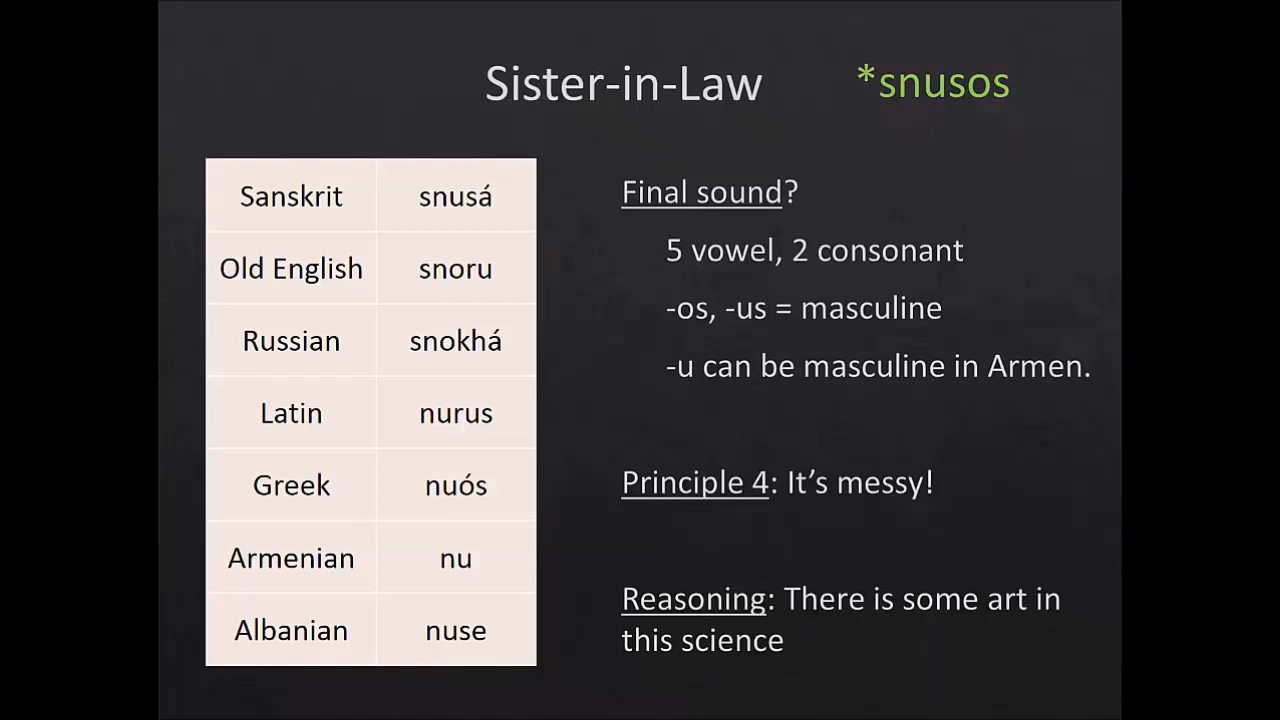 Sister-in-Law
*snusos
Sanskrit snusá
Old English snoru
Russian snokhá
Latin nurus
Greek nuós
Armenian nu
Albanian nuse
Final sound?
5 vowel, 2 consonant
-os, -us = masculine
-u can be masculine in Armen.
Principle 4: It’s messy!
Reasoning: There is some art in
this science